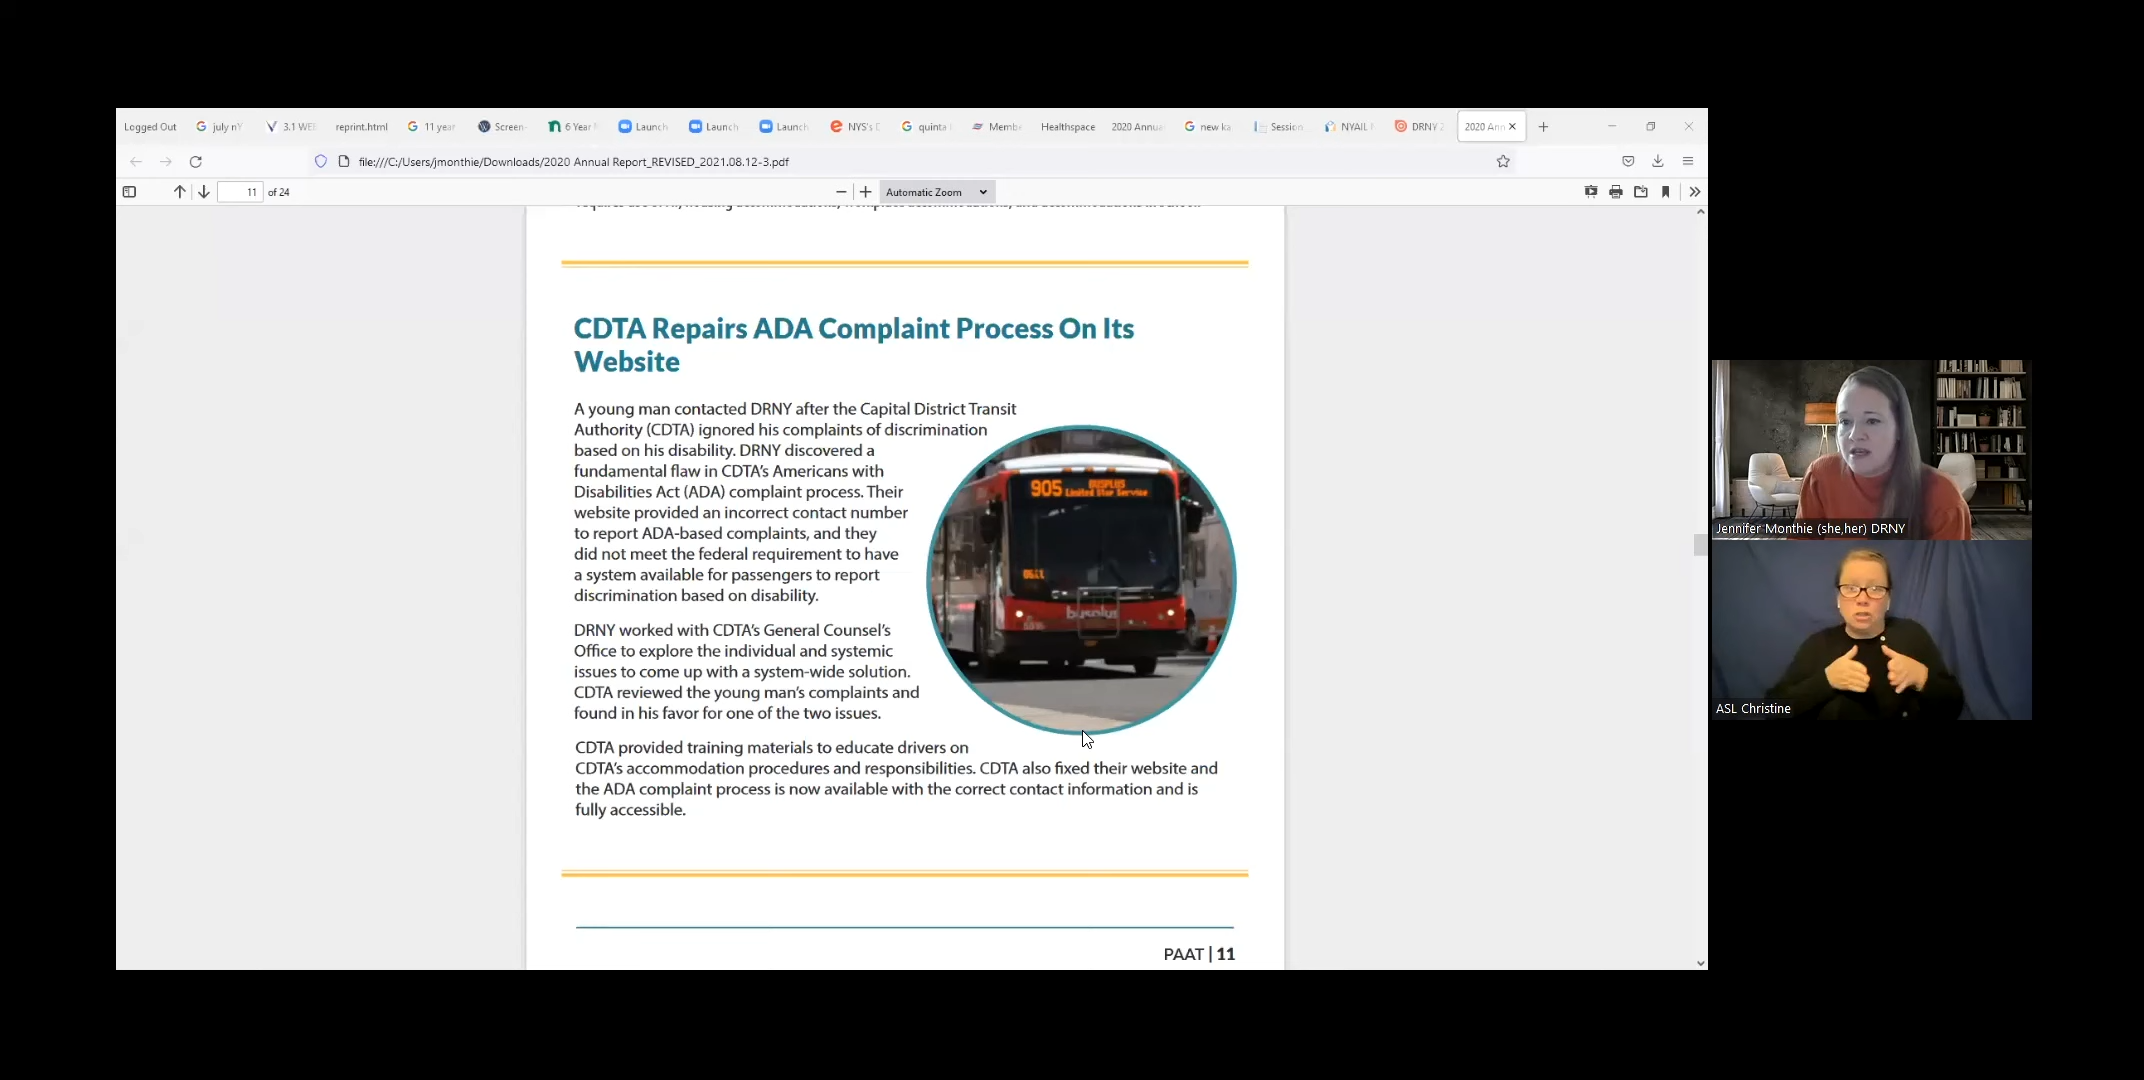 Logged Out
july nY
3.1 WE
reprint.html
11 year
Screen-
6 Year
Launch
Launch
Launch
NYS's
quinta
Membe
Healthspace
2020 Annua
new ka
Session
NYAIL
DRNY
2020 Ann
file:///C:/Users/jmonthie/Downloads/2020 Annual Report_REVISED_2021.08.12-3.pdf
11 of 24
Automatic Zoom
CDTA Repairs ADA Complaint Process On Its
Website
A young man contacted DRNY after the Capital District Transit
Authority (CDTA) ignored his complaints of discrimination
based on his disability. DRNY discovered a
fundamental flaw in CDTA's Americans with
Disabilities Act (ADA) complaint process. Their
website provided an incorrect contact number
to report ADA-based complaints, and they
did not meet the federal requirement to have
a system available for passengers to report
discrimination based on disability.
905 BUSPLUS
Limited Stop Service
busplus
DRNY worked with CDTA's General Counsel's
Office to explore the individual and systemic
issues to come up with a system-wide solution.
CDTA reviewed the young man's complaints and
found in his favor for one of the two issues.
CDTA provided training materials to educate drivers on
CDTA's accommodation procedures and responsibilities. CDTA also fixed their website and
the ADA complaint process is now available with the correct contact information and is
fully accessible.
PAAT | 11
Jennifer Monthie (she,her) DRNY
ASL Christine